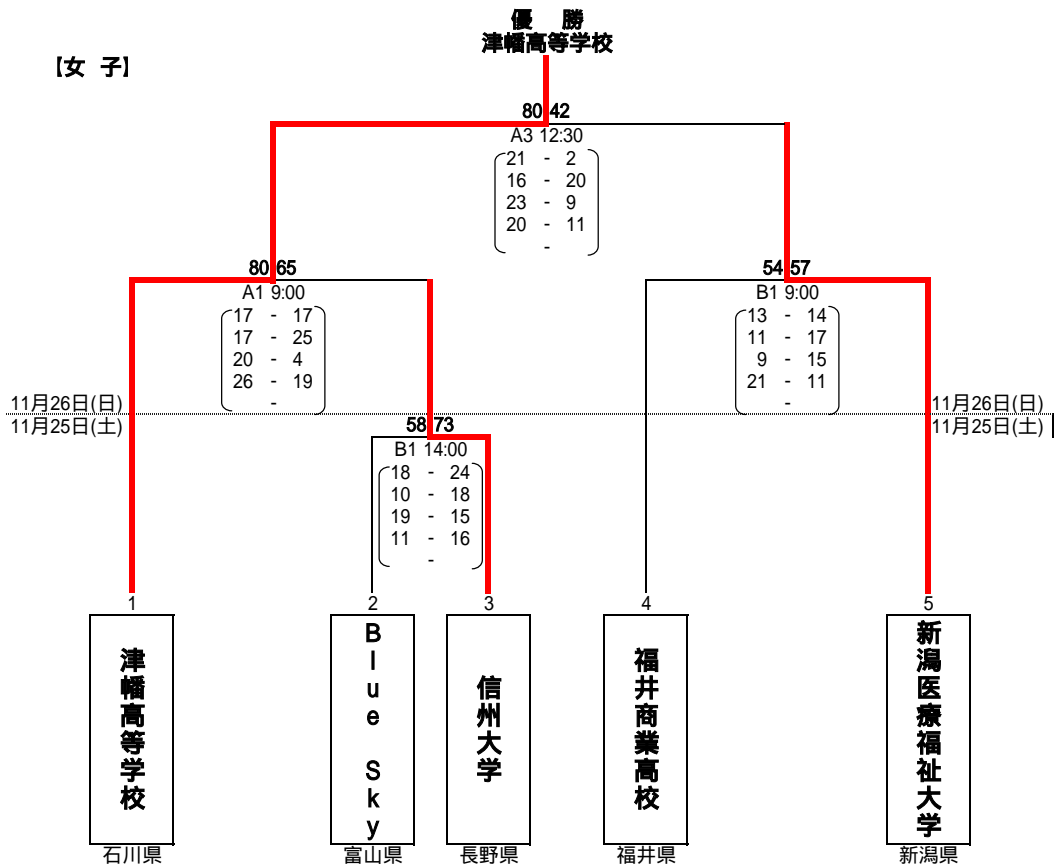 優　勝
津幡高等学校
【女 子】
80 42
A3 12:30
21 - 2
16 - 20
23 - 9
20 - 11
-
80 65
A1 9:00
17 - 17
17 - 25
20 - 4
26 - 19
-
54 57
B1 9:00
13 - 14
11 - 17
9 - 15
21 - 11
-
11月26日(日)
11月25日(土)
11月26日(日)
11月25日(土)
58 73
B1 14:00
18 - 24
10 - 18
19 - 15
11 - 16
-
1
津幡高等学校
石川県
2
Blue Sky
富山県
3
信州大学
長野県
4
福井商業高校
福井県
5
新潟医療福祉大学
新潟県